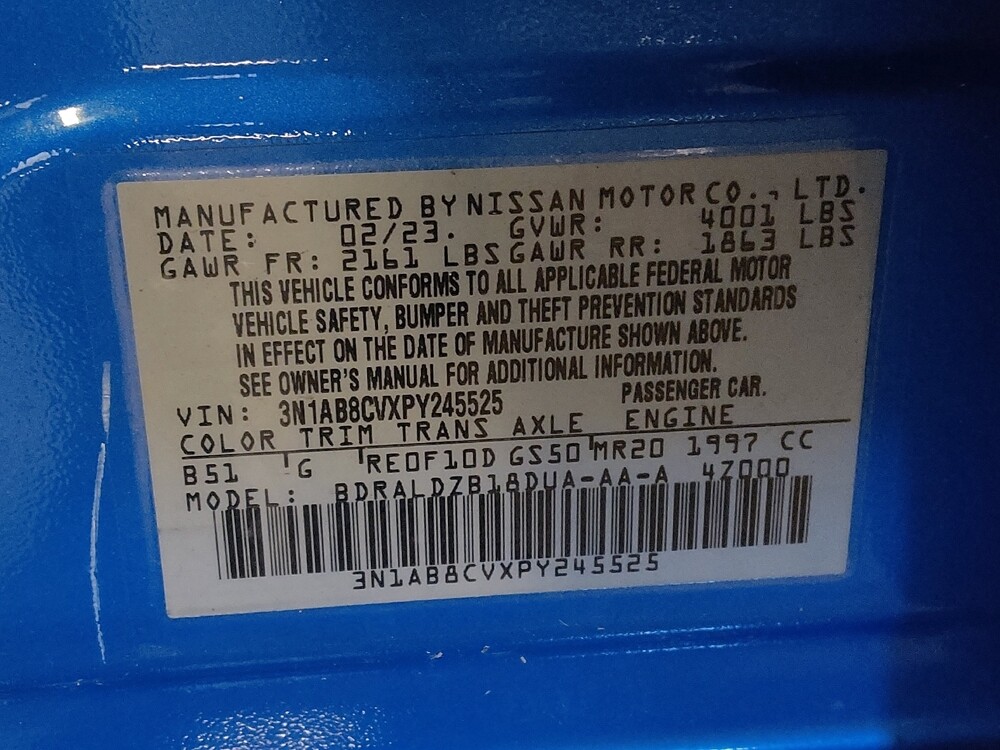 MANUFACTURED BY NISSAN MOTOR CO., LTD.
DATE: 02/23. GVWR: 4001 LBS
GAWR FR: 2161 LBS GAWR RR: 1863 LBS
THIS VEHICLE CONFORMS TO ALL APPLICABLE FEDERAL MOTOR
VEHICLE SAFETY, BUMPER AND THEFT PREVENTION STANDARDS
IN EFFECT ON THE DATE OF MANUFACTURE SHOWN ABOVE.
SEE OWNER'S MANUAL FOR ADDITIONAL INFORMATION.
VIN: 3N1AB8CVXPY245525 PASSENGER CAR.
COLOR TRIM TRANS AXLE ENGINE
B51 G RE0F10D GS50 MR20 1997 CC
MODEL: BDRALDZB18DUA-AA-A 4Z000
3N1AB8CVXPY245525